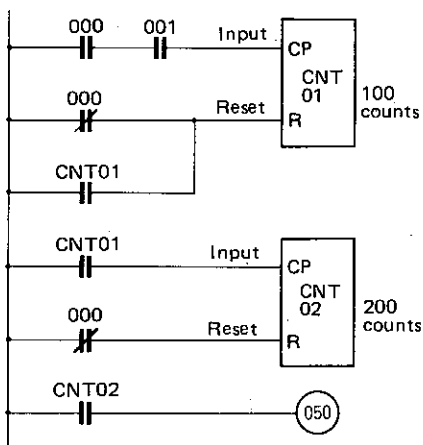 000 001 Input
CP
CNT
01
100
counts
000 Reset
R
CNT01
CNT01 Input
CP
CNT
02
200
counts
000 Reset
R
CNT02
050